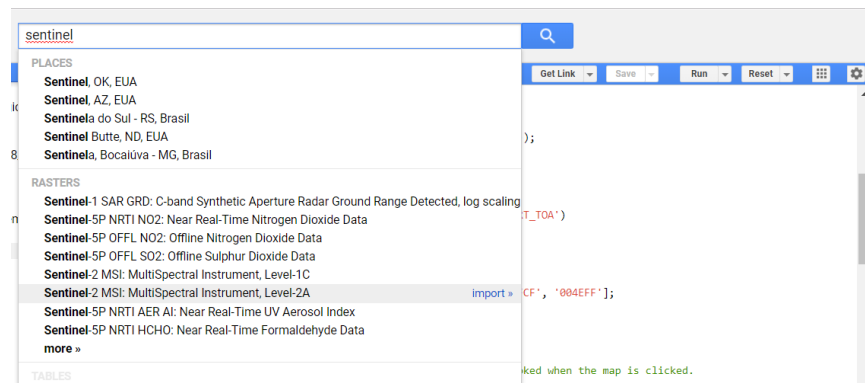 sentinel
Get Link Save Run Reset
PLACES
Sentinel, OK, EUA
Sentinel, AZ, EUA
Sentinela do Sul - RS, Brasil
Sentinel Butte, ND, EUA
Sentinela, Bocaiúva - MG, Brasil
);
8,
RASTERS
Sentinel-1 SAR GRD: C-band Synthetic Aperture Radar Ground Range Detected, log scaling
Sentinel-5P NRTI NO2: Near Real-Time Nitrogen Dioxide Data
T_TOA')
Sentinel-5P OFFL NO2: Offline Nitrogen Dioxide Data
Sentinel-5P OFFL SO2: Offline Sulphur Dioxide Data
Sentinel-2 MSI: MultiSpectral Instrument, Level-1C
Sentinel-2 MSI: MultiSpectral Instrument, Level-2A import » CF', '004EFF'];
Sentinel-5P NRTI AER AI: Near Real-Time UV Aerosol Index
Sentinel-5P NRTI HCHO: Near Real-Time Formaldehyde Data
more »
TABLES
ked when the map is clicked.